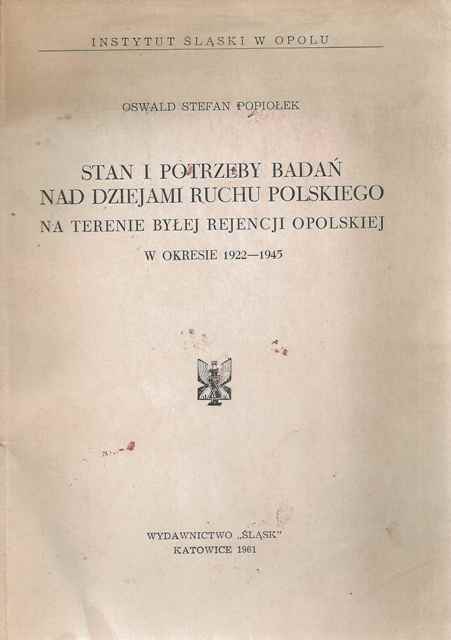 INSTYTUT ŚLĄSKI W OPOLU
OSWALD STEFAN POPIOŁEK
STAN I POTRZEBY BADAŃ
NAD DZIEJAMI RUCHU POLSKIEGO
NA TERENIE BYŁEJ REJENCJI OPOLSKIEJ
W OKRESIE 1922—1945
WYDAWNICTWO „ŚLĄSK"
KATOWICE 1961